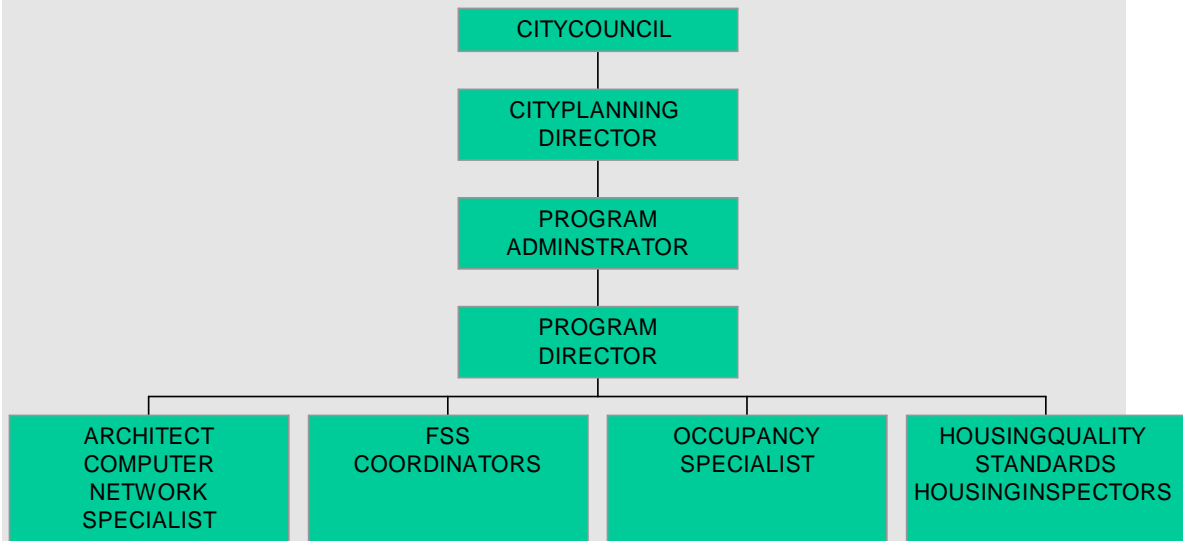 CITYCOUNCIL
CITYPLANNING
DIRECTOR
PROGRAM
ADMINSTRATOR
PROGRAM
DIRECTOR
ARCHITECT
COMPUTER
NETWORK
SPECIALIST
FSS
COORDINATORS
OCCUPANCY
SPECIALIST
HOUSINGQUALITY
STANDARDS
HOUSINGINSPECTORS